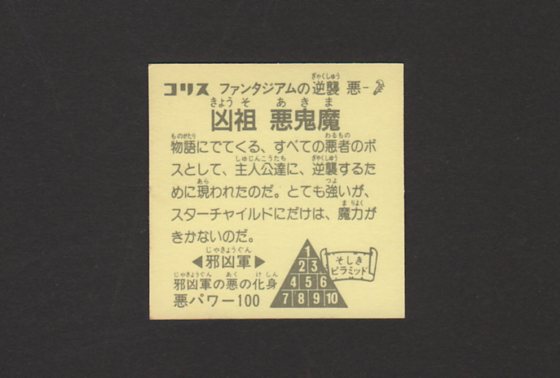 コリス ファンタジアムの逆襲 悪-
凶祖 悪鬼魔
物語にでてくる、すべての悪者のボ
スとして、主人公達に、逆襲するた
めに現われたのだ。とても強いが、
スターチャイルドにだけは、魔力が
きかないのだ。
◀邪凶軍▶
邪凶軍の悪の化身
悪パワー100
1
2 3
4 5 6
7 8 9 10
そしき
ピラミッド